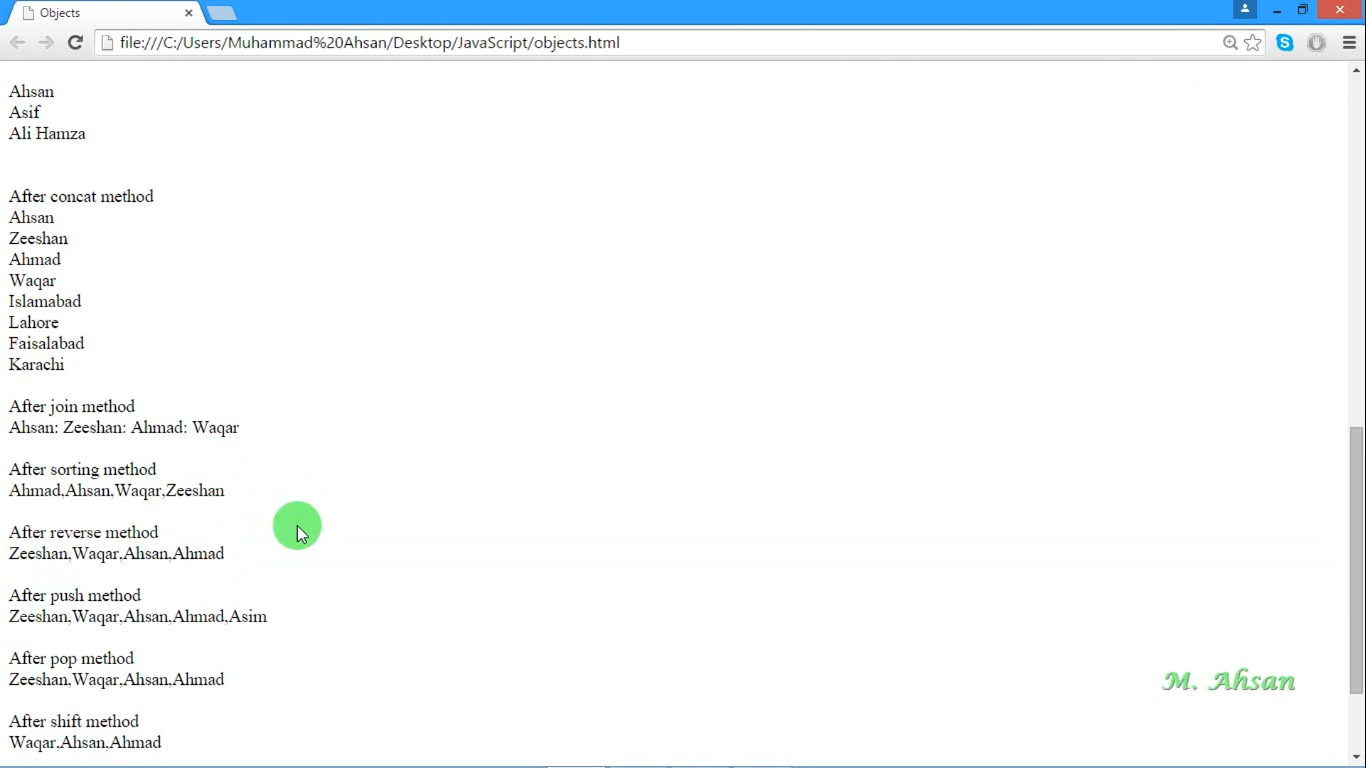 Objects
file:///C:/Users/Muhammad%20Ahsan/Desktop/JavaScript/objects.html
Ahsan
Asif
Ali Hamza
After concat method
Ahsan
Zeeshan
Ahmad
Waqar
Islamabad
Lahore
Faisalabad
Karachi
After join method
Ahsan: Zeeshan: Ahmad: Waqar
After sorting method
Ahmad,Ahsan,Waqar,Zeeshan
After reverse method
Zeeshan,Waqar,Ahsan,Ahmad
After push method
Zeeshan,Waqar,Ahsan,Ahmad,Asim
After pop method
Zeeshan,Waqar,Ahsan,Ahmad
M. Ahsan
After shift method
Waqar,Ahsan,Ahmad